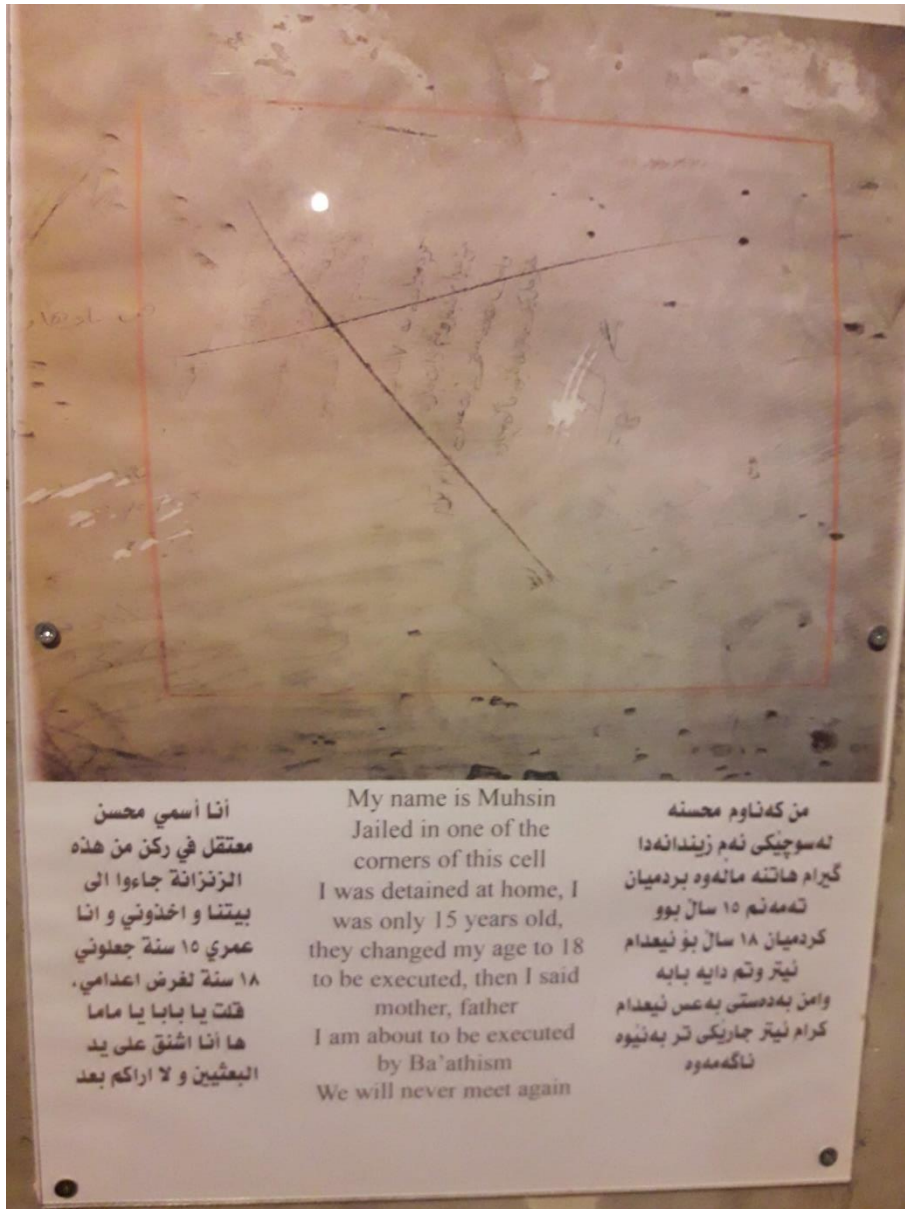 أنا أسمي محسن
معتقل في ركن من هذه
الزنزانة جاءوا الى
بيتنا و اخذوني و انا
عمري ١٥ سنة جعلوني
١٨ سنة لغرض اعدامي.
قلت يا بابا يا ماما
ها أنا اشنق على يد
البعثيين و لا اراكم بعد
My name is Muhsin
Jailed in one of the
corners of this cell
I was detained at home, I
was only 15 years old,
they changed my age to 18
to be executed, then I said
mother, father
I am about to be executed
by Ba'athism
We will never meet again
من کەناوم محسنە
لەسوچێکی ئەم زیندانەدا
گیرام هاتنە ماڵەوە بردمیان
تەمەنم ١٥ ساڵ بوو
کردمیان ١٨ ساڵ بۆ ئیعدام
ئیتر وتم دایە بابە
وامن بەدەستی بەعس ئیعدام
کرام ئیتر جارێکی تر بەئێوە
ناگەمەوە